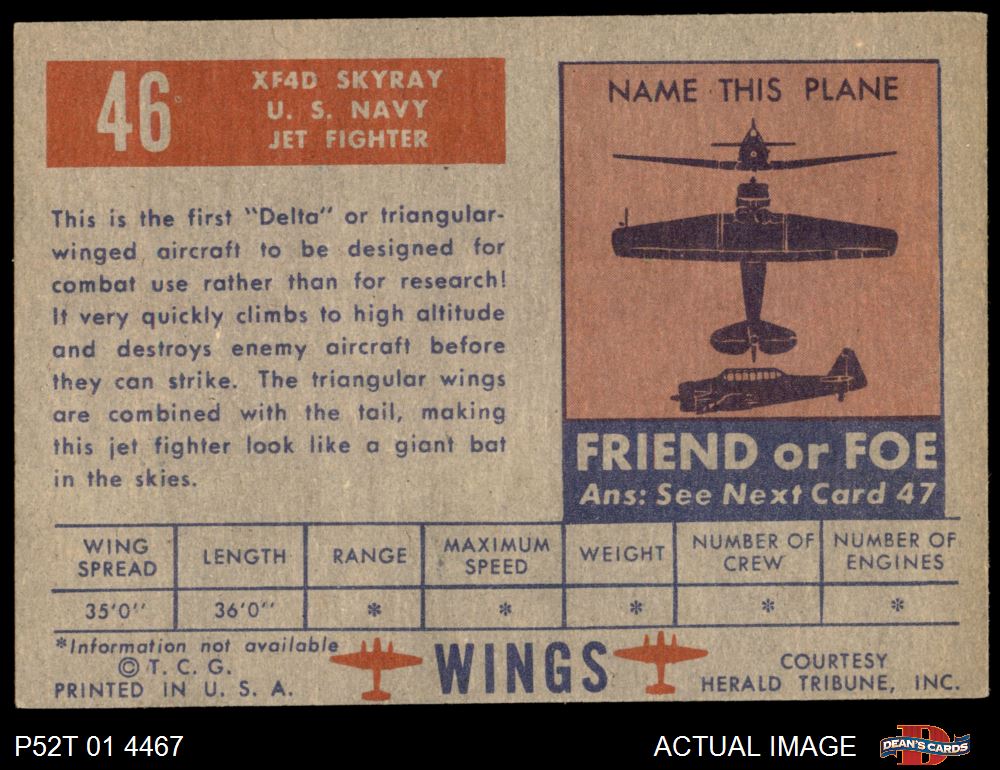 46
XF4D SKYRAY
U. S. NAVY
JET FIGHTER
This is the first "Delta" or triangular-
winged aircraft to be designed for
combat use rather than for research!
It very quickly climbs to high altitude
and destroys enemy aircraft before
they can strike. The triangular wings
are combined with the tail, making
this jet fighter look like a giant bat
in the skies.
NAME THIS PLANE
FRIEND or FOE
Ans: See Next Card 47
WING SPREAD LENGTH RANGE MAXIMUM SPEED WEIGHT NUMBER OF CREW NUMBER OF ENGINES
35'0'' 36'0'' * * * * *
*Information not available
© T. C. G.
PRINTED IN U. S. A.
WINGS
COURTESY
HERALD TRIBUNE, INC.
P52T 01 4467
ACTUAL IMAGE
D
DEAN'S CARDS